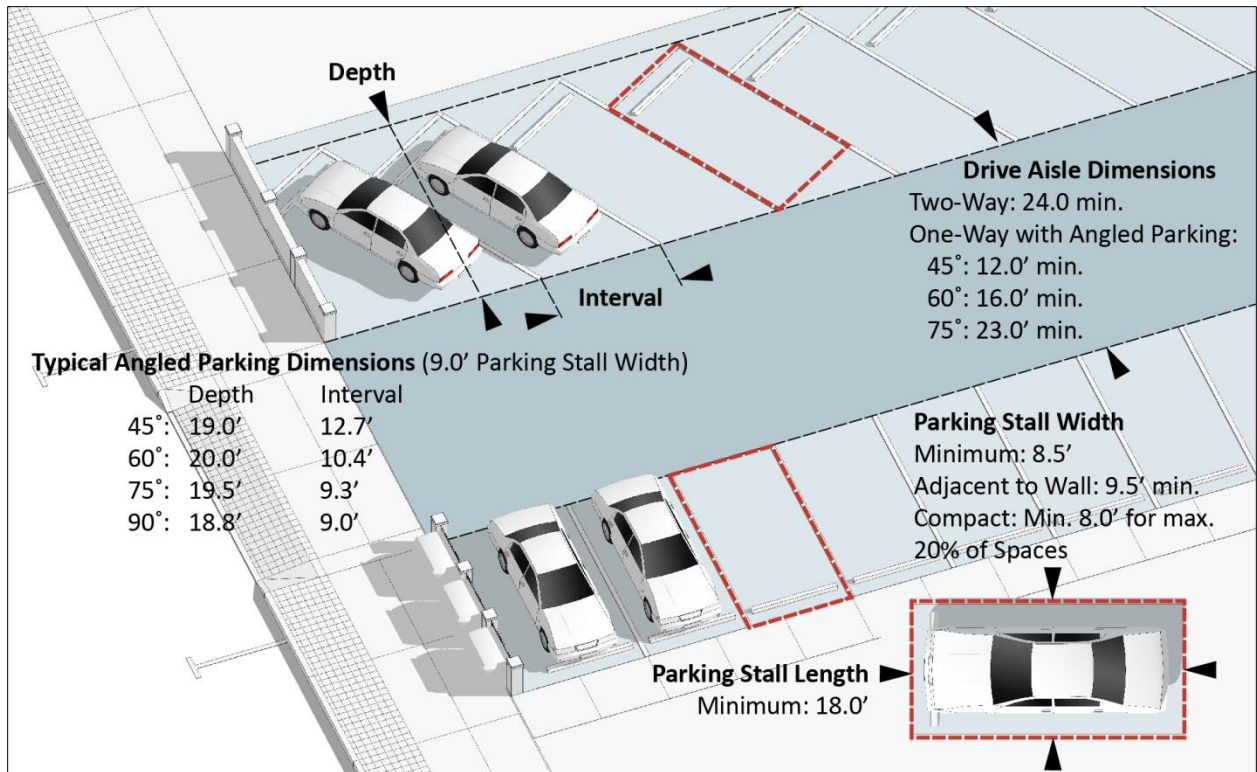 Depth
Interval
Drive Aisle Dimensions
Two-Way: 24.0 min.
One-Way with Angled Parking:
45˚: 12.0’ min.
60˚: 16.0’ min.
75˚: 23.0’ min.
Typical Angled Parking Dimensions (9.0’ Parking Stall Width)
Depth Interval
45˚: 19.0’ 12.7’
60˚: 20.0’ 10.4’
75˚: 19.5’ 9.3’
90˚: 18.8’ 9.0’
Parking Stall Width
Minimum: 8.5’
Adjacent to Wall: 9.5’ min.
Compact: Min. 8.0’ for max.
20% of Spaces
Parking Stall Length
Minimum: 18.0’